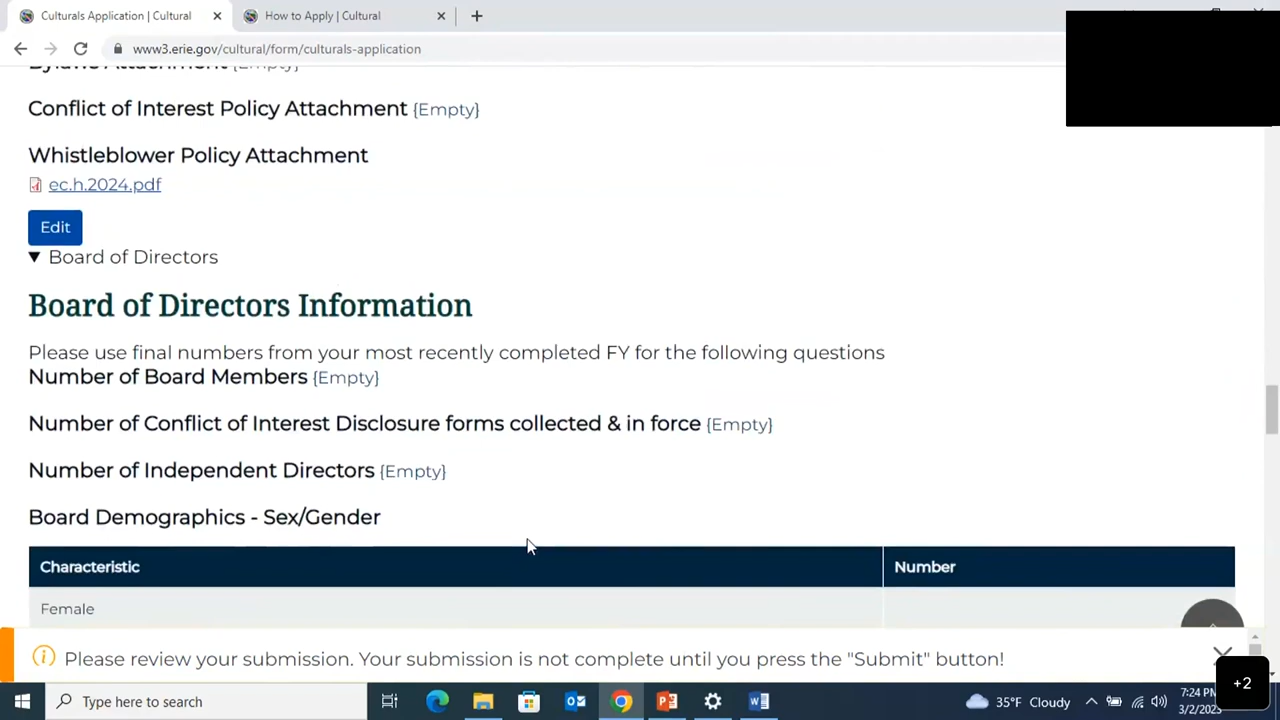 Culturals Application | Cultural
How to Apply | Cultural
www3.erie.gov/cultural/form/culturals-application
Bylaws Attachment {Empty}
Conflict of Interest Policy Attachment {Empty}
Whistleblower Policy Attachment
ec.h.2024.pdf
Edit
Board of Directors
Board of Directors Information
Please use final numbers from your most recently completed FY for the following questions
Number of Board Members {Empty}
Number of Conflict of Interest Disclosure forms collected & in force {Empty}
Number of Independent Directors {Empty}
Board Demographics - Sex/Gender
Characteristic Number
Female
Please review your submission. Your submission is not complete until you press the "Submit" button!
+2
Type here to search
35°F Cloudy
7:24 PM